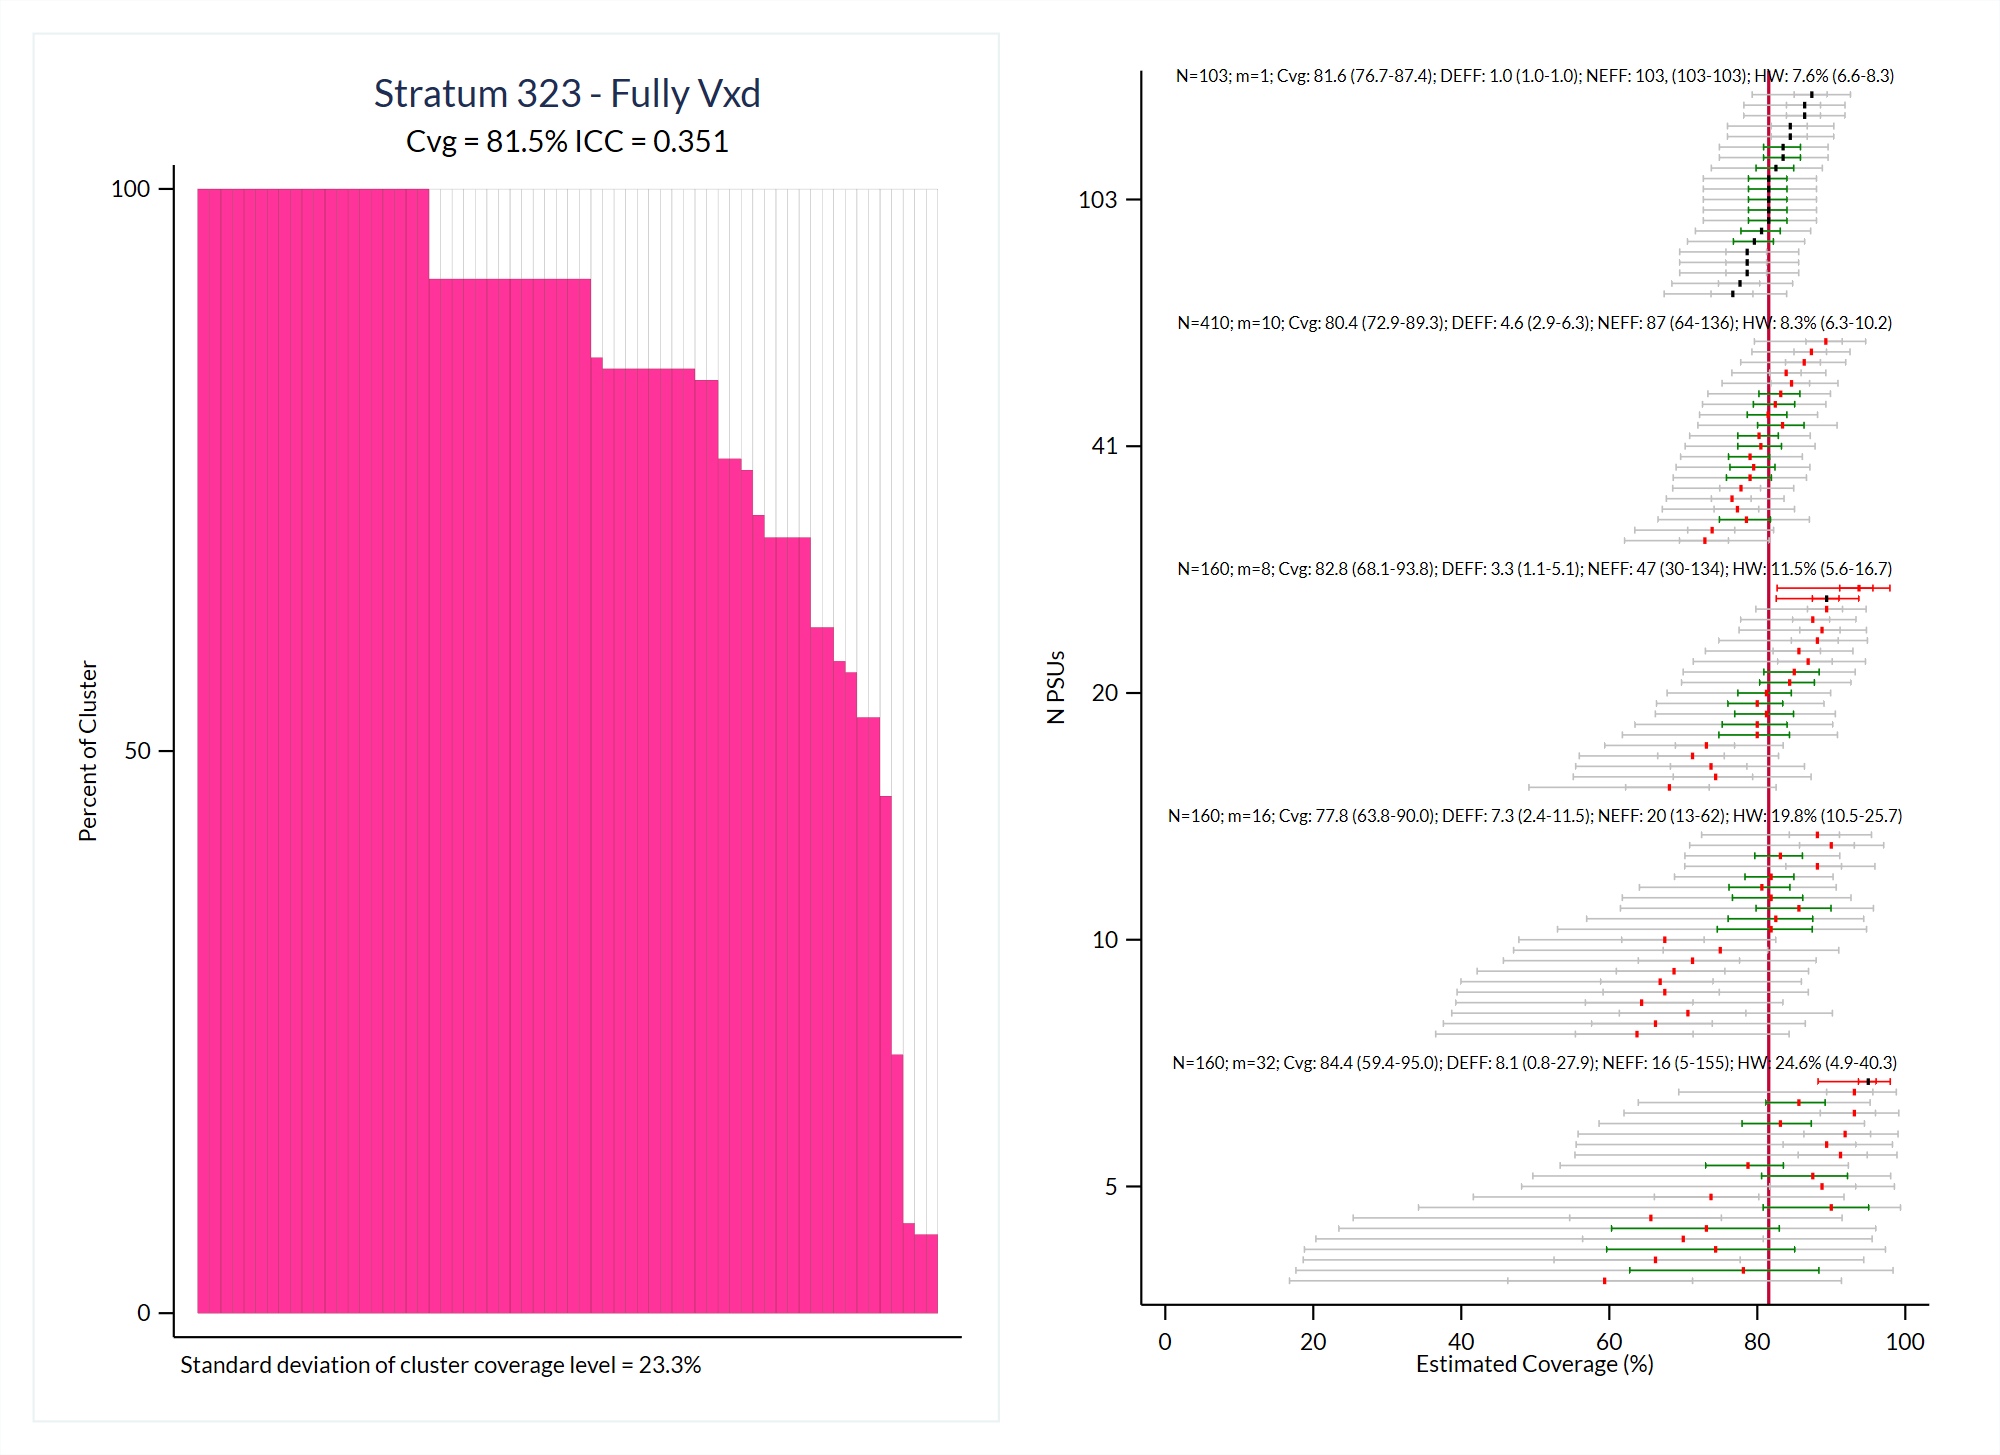 Stratum 323 - Fully Vxd
Cvg = 81.5% ICC = 0.351
100
50
0
Percent of Cluster
Standard deviation of cluster coverage level = 23.3%
N=103; m=1; Cvg: 81.6 (76.7-87.4); DEFF: 1.0 (1.0-1.0); NEFF: 103, (103-103); HW: 7.6% (6.6-8.3)
103
N=410; m=10; Cvg: 80.4 (72.9-89.3); DEFF: 4.6 (2.9-6.3); NEFF: 87 (64-136); HW: 8.3% (6.3-10.2)
41
N=160; m=8; Cvg: 82.8 (68.1-93.8); DEFF: 3.3 (1.1-5.1); NEFF: 47 (30-134); HW: 11.5% (5.6-16.7)
20
N=160; m=16; Cvg: 77.8 (63.8-90.0); DEFF: 7.3 (2.4-11.5); NEFF: 20 (13-62); HW: 19.8% (10.5-25.7)
10
N=160; m=32; Cvg: 84.4 (59.4-95.0); DEFF: 8.1 (0.8-27.9); NEFF: 16 (5-155); HW: 24.6% (4.9-40.3)
5
N PSUs
0 20 40 60 80 100
Estimated Coverage (%)